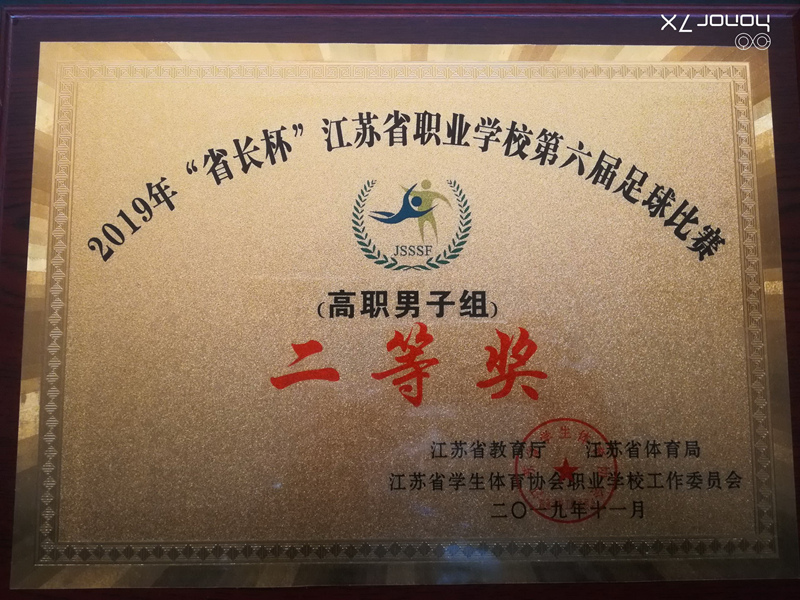 honor 7X
2019年“省长杯”江苏省职业学校第六届足球比赛
JSSSF
(高职男子组)
二等奖
江苏省教育厅 江苏省体育局
江苏省学生体育协会职业学校工作委员会
二〇一九年十一月